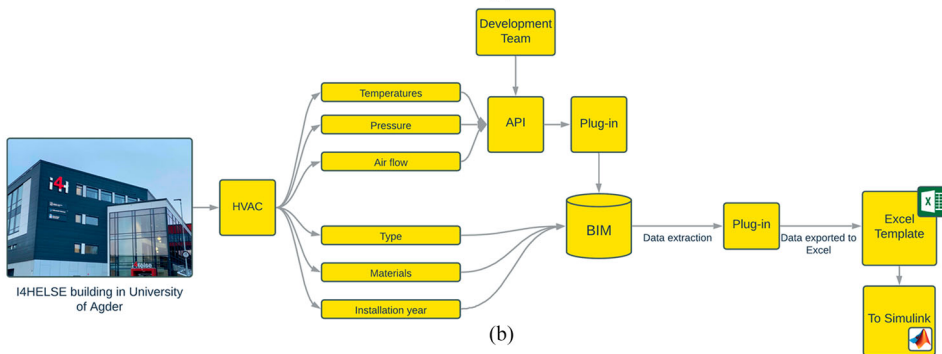 Development
Team
Temperatures
Pressure
Air flow
API
Plug-in
i4H
HVAC
Type
Materials
Installation year
BIM
Data extraction
Plug-in
Data exported to
Excel
X
Excel
Template
To Simulink
I4HELSE building in University
of Agder
(b)